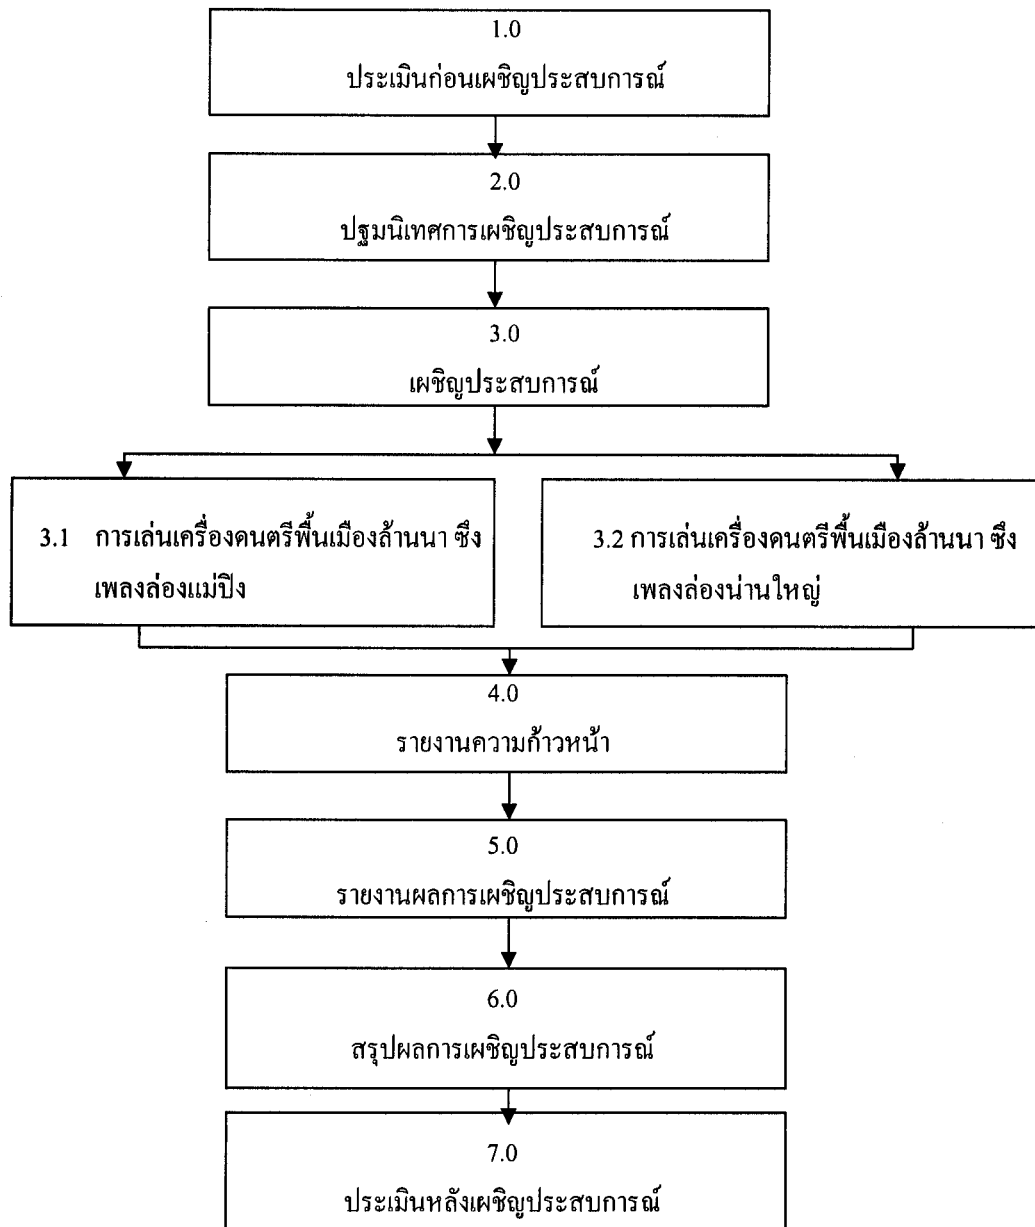 1.0
ประเมินก่อนเผชิญประสบการณ์
2.0
ปฐมนิเทศการเผชิญประสบการณ์
3.0
เผชิญประสบการณ์
3.1 การเล่นเครื่องดนตรีพื้นเมืองล้านนา ซึง
เพลงล่องแม่ปิง
3.2 การเล่นเครื่องดนตรีพื้นเมืองล้านนา ซึง
เพลงล่องน่านใหญ่
4.0
รายงานความก้าวหน้า
5.0
รายงานผลการเผชิญประสบการณ์
6.0
สรุปผลการเผชิญประสบการณ์
7.0
ประเมินหลังเผชิญประสบการณ์